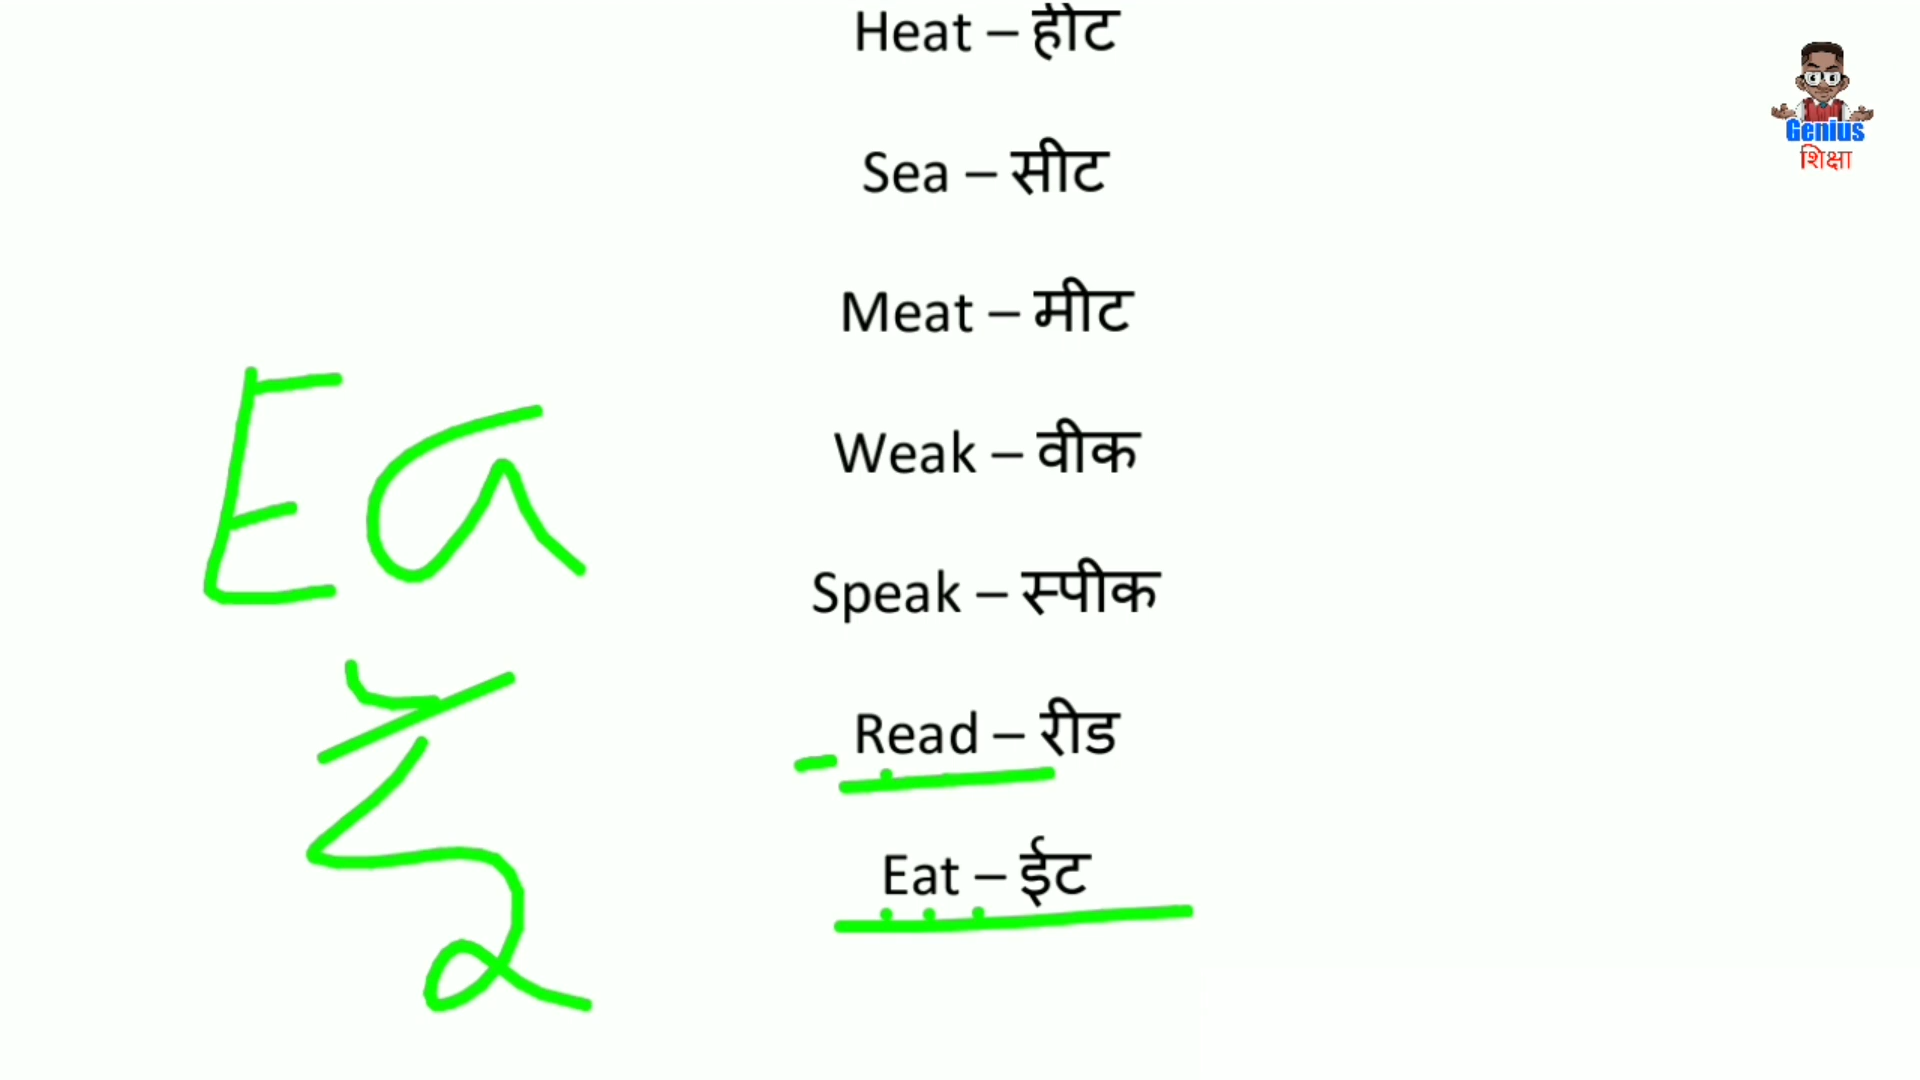 Heat – हीट
Genius
शिक्षा
Sea – सीट
Meat – मीट
Ea
Weak – वीक
Speak – स्पीक
ई
Read – रीड
Eat – ईट